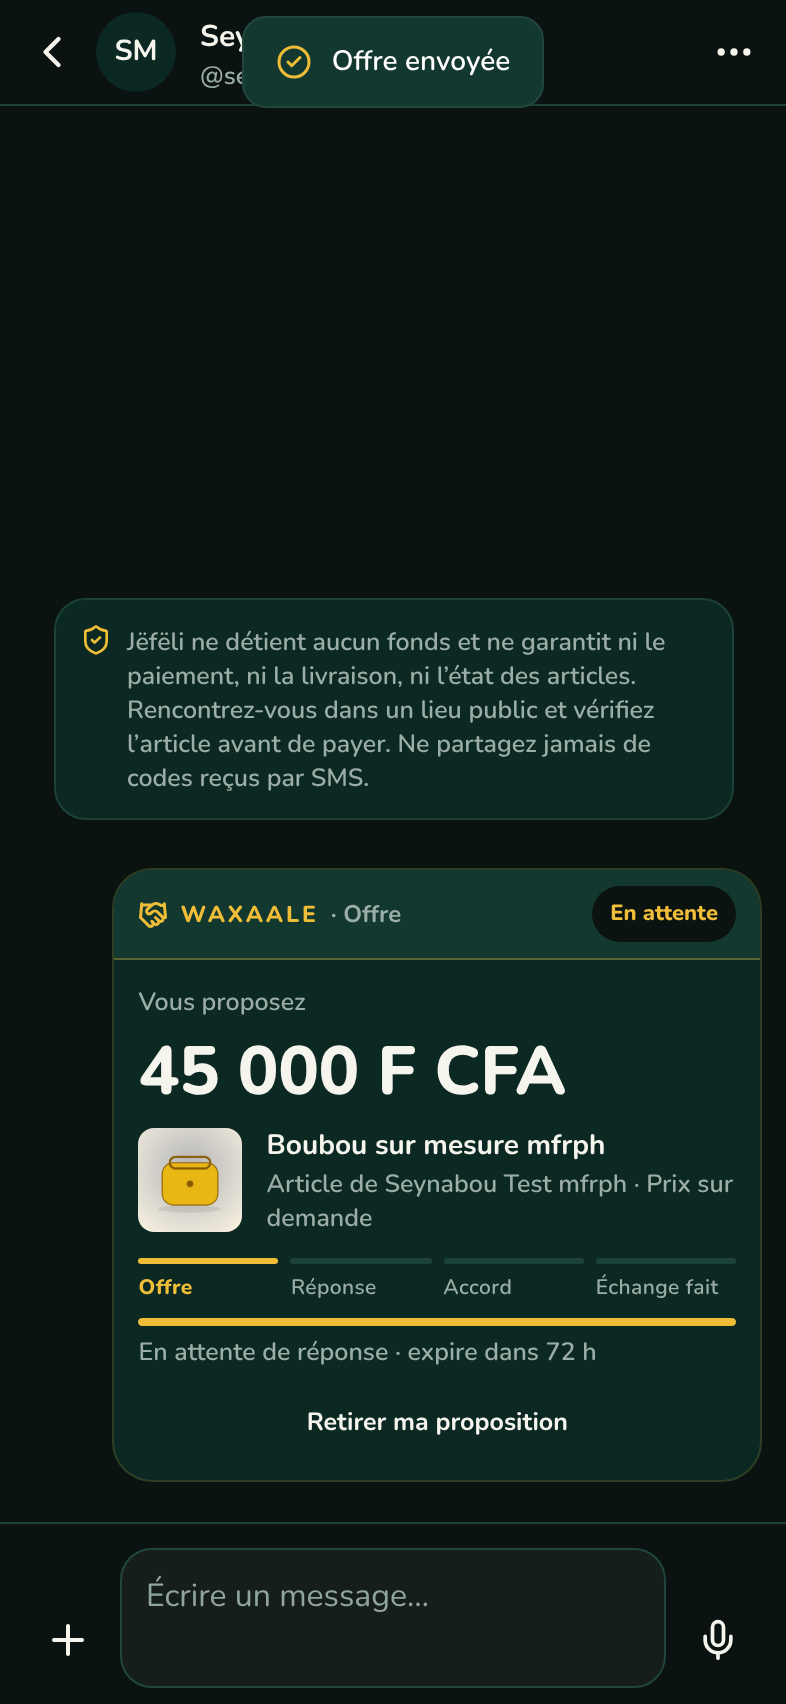 SM
Offre envoyée
Jëfëli ne détient aucun fonds et ne garantit ni le
paiement, ni la livraison, ni l’état des articles.
Rencontrez-vous dans un lieu public et vérifiez
l’article avant de payer. Ne partagez jamais de
codes reçus par SMS.
WAXAALE · Offre
En attente
Vous proposez
45 000 F CFA
Boubou sur mesure mfrph
Article de Seynabou Test mfrph · Prix sur
demande
Offre
Réponse
Accord
Échange fait
En attente de réponse · expire dans 72 h
Retirer ma proposition
Écrire un message...